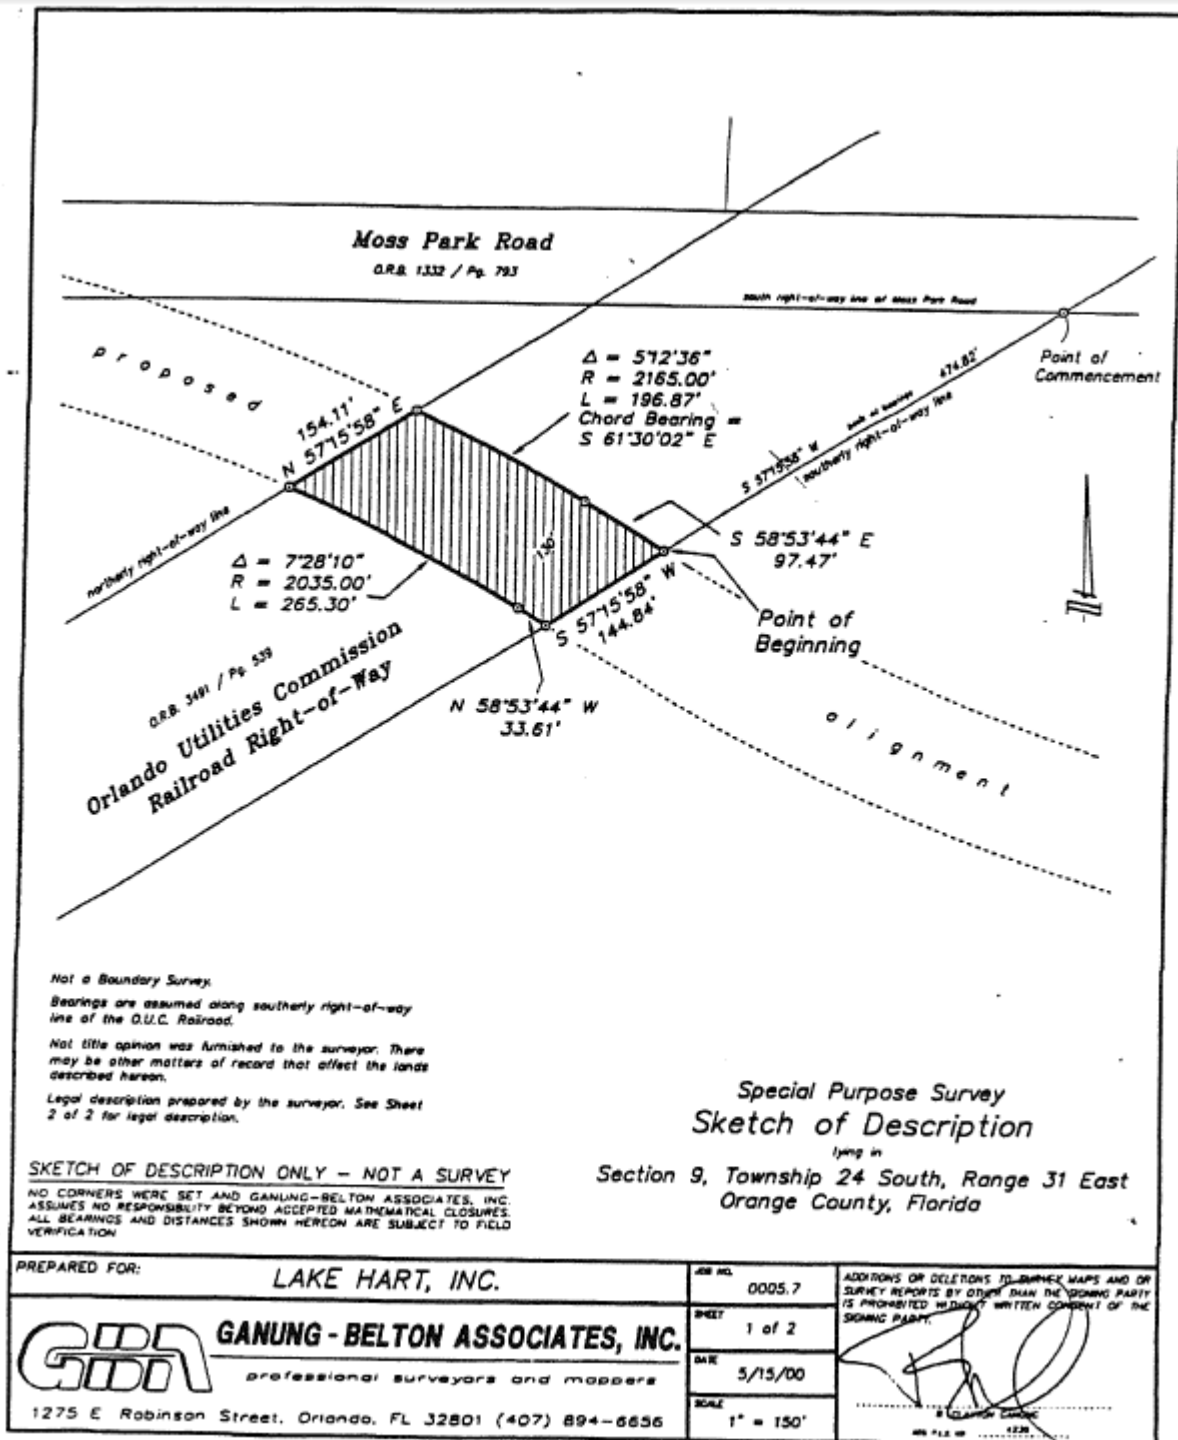 Moss Park Road
O.R.B. 1332 / Pg. 793
south right-of-way line of Moss Park Road
proposed
Δ = 5°12'36"
R = 2165.00'
L = 196.87'
Chord Bearing =
S 61°30'02" E
Point of
Commencement
474.82'
basis of bearings
S 57°15'58" W
southerly right-of-way line
154.11'
N 57°15'58" E
northerly right-of-way line
Δ = 7°28'10"
R = 2035.00'
L = 265.30'
130'
S 58°53'44" E
97.47'
S 57°15'58" W
144.84'
Point of
Beginning
N 58°53'44" W
33.61'
O.R.B. 3491 / Pg. 539
Orlando Utilities Commission
Railroad Right-of-Way
alignment
Not a Boundary Survey.
Bearings are assumed along southerly right-of-way
line of the O.U.C. Railroad.
Not title opinion was furnished to the surveyor. There
may be other matters of record that affect the lands
described hereon.
Legal description prepared by the surveyor. See Sheet
2 of 2 for legal description.
Special Purpose Survey
Sketch of Description
lying in
Section 9, Township 24 South, Range 31 East
Orange County, Florida
SKETCH OF DESCRIPTION ONLY - NOT A SURVEY
NO CORNERS WERE SET AND GANUNG-BELTON ASSOCIATES, INC.
ASSUMES NO RESPONSIBILITY BEYOND ACCEPTED MATHEMATICAL CLOSURES.
ALL BEARINGS AND DISTANCES SHOWN HEREON ARE SUBJECT TO FIELD
VERIFICATION
PREPARED FOR:
LAKE HART, INC.
GBA
GANUNG - BELTON ASSOCIATES, INC.
professional surveyors and mappers
1275 E Robinson Street, Orlando, FL 32801 (407) 894-6656
JOB NO.
0005.7
SHEET
1 of 2
DATE
5/15/00
SCALE
1" = 150'
ADDITIONS OR DELETIONS TO SURVEY MAPS AND OR
SURVEY REPORTS BY OTHER THAN THE SIGNING PARTY
IS PROHIBITED WITHOUT WRITTEN CONSENT OF THE
SIGNING PARTY.
R CLAYTON GANUNG